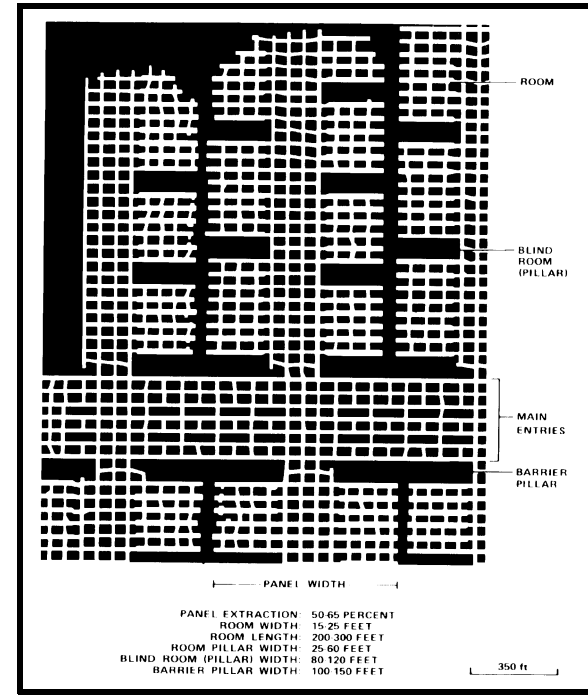 ROOM
BLIND
ROOM
(PILLAR)
MAIN
ENTRIES
BARRIER
PILLAR
PANEL WIDTH
PANEL EXTRACTION: 50-65 PERCENT
ROOM WIDTH: 15-25 FEET
ROOM LENGTH: 200-300 FEET
ROOM PILLAR WIDTH: 25-60 FEET
BLIND ROOM (PILLAR) WIDTH: 80-120 FEET
BARRIER PILLAR WIDTH: 100-150 FEET
350 ft